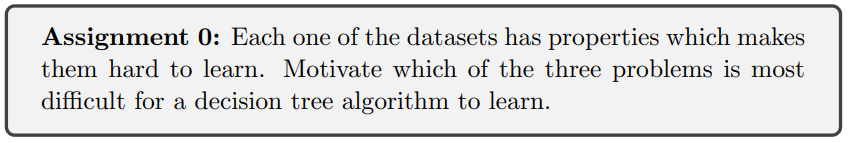 Assignment 0: Each one of the datasets has properties which makes
them hard to learn. Motivate which of the three problems is most
difficult for a decision tree algorithm to learn.